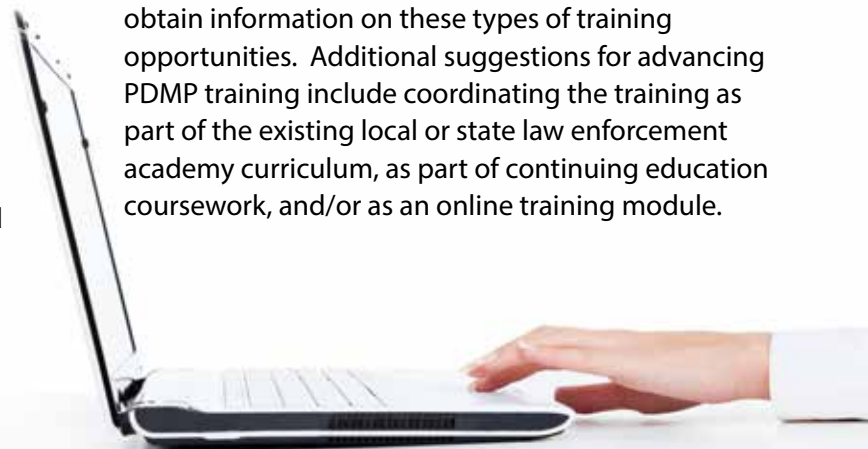 obtain information on these types of training
opportunities.  Additional suggestions for advancing
PDMP training include coordinating the training as
part of the existing local or state law enforcement
academy curriculum, as part of continuing education
coursework, and/or as an online training module.